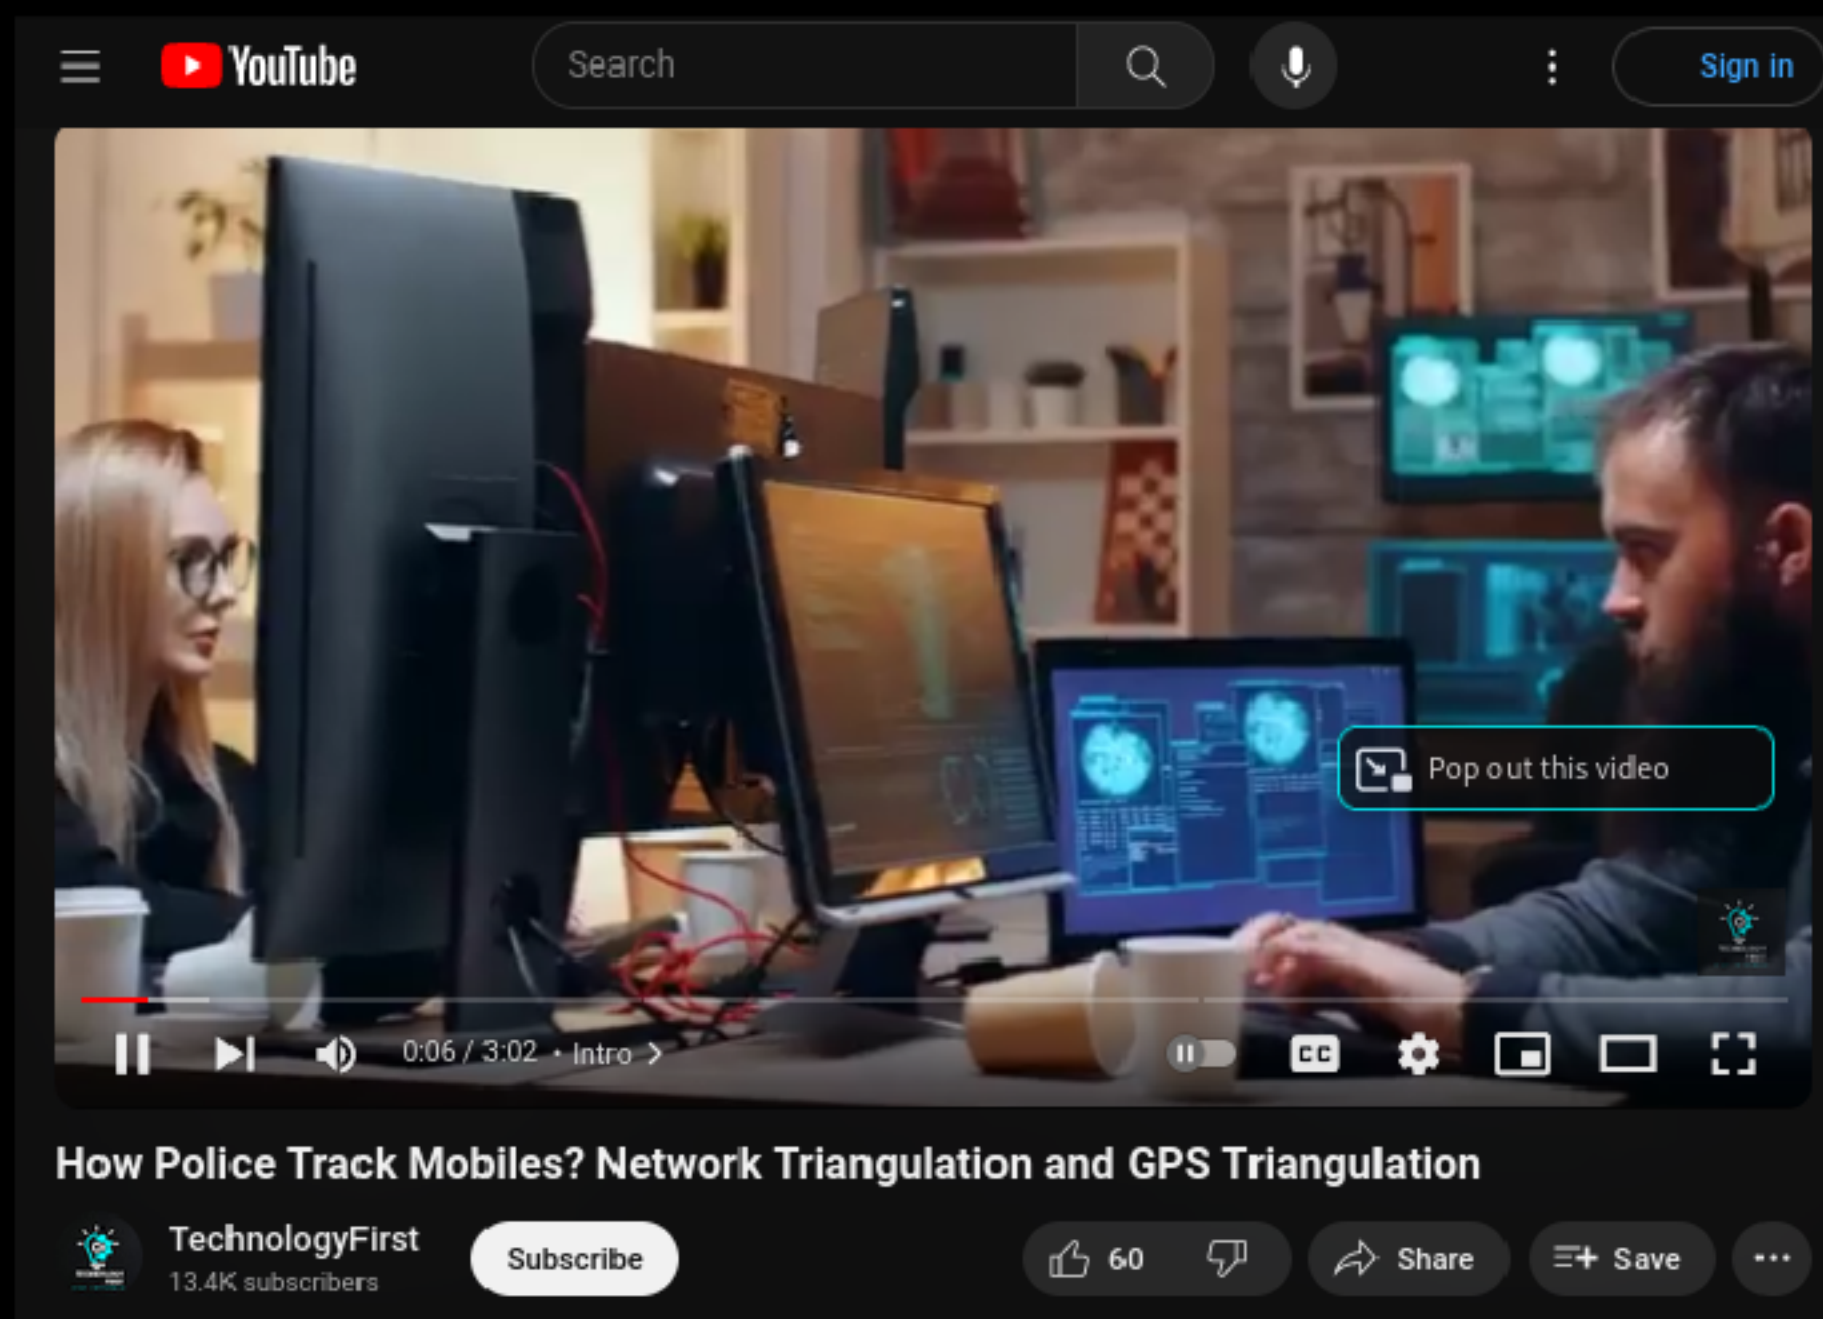 YouTube
Search
Sign in
Pop out this video
0:06 / 3:02 • Intro
CC
How Police Track Mobiles? Network Triangulation and GPS Triangulation
TechnologyFirst
13.4K subscribers
Subscribe
60
Share
Save